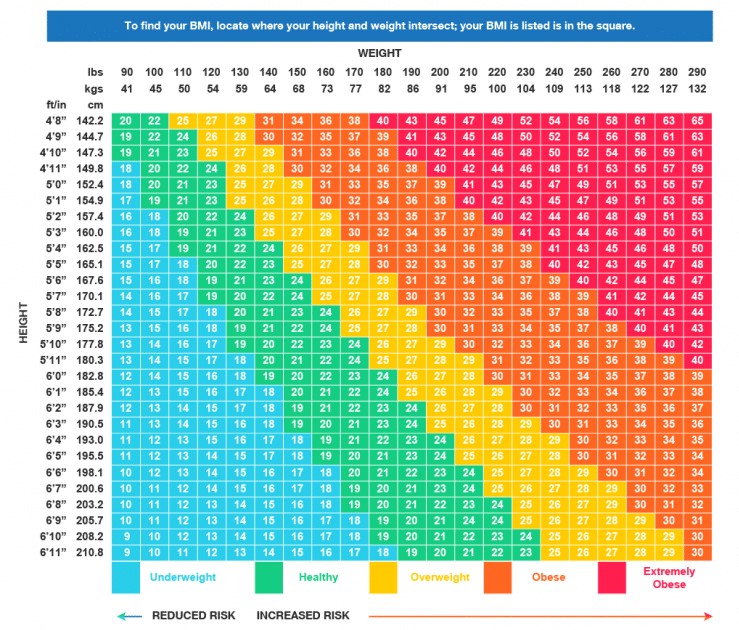 To find your BMI, locate where your height and weight intersect; your BMI is listed is in the square.
WEIGHT
lbs 90 100 110 120 130 140 150 160 170 180 190 200 210 220 230 240 250 260 270 280 290
kgs 41 45 50 54 59 64 68 73 77 82 86 91 95 100 104 109 113 118 122 127 132
ft/in cm
4'8" 142.2 20 22 25 27 29 31 34 36 38 40 43 45 47 49 52 54 56 58 61 63 65
4'9" 144.7 19 22 24 26 28 30 32 35 37 39 41 43 45 48 50 52 54 56 58 61 63
4'10" 147.3 19 21 23 25 27 29 31 33 36 38 40 42 44 46 48 50 52 54 56 59 61
4'11" 149.8 18 20 22 24 26 28 30 32 34 36 38 40 42 44 46 48 51 53 55 57 59
5'0" 152.4 18 20 21 23 25 27 29 31 33 35 37 39 41 43 45 47 49 51 53 55 57
5'1" 154.9 17 19 21 23 25 26 28 30 32 34 36 38 40 42 43 45 47 49 51 53 55
5'2" 157.4 16 18 20 22 24 26 27 29 31 33 35 37 38 40 42 44 46 48 49 51 53
5'3" 160.0 16 18 19 21 23 25 27 28 30 32 34 35 37 39 41 43 44 46 48 50 51
5'4" 162.5 15 17 19 21 22 24 26 27 29 31 33 34 36 38 39 41 43 45 46 48 50
5'5" 165.1 15 17 18 20 22 23 25 27 28 30 32 33 35 37 38 40 42 43 45 47 48
5'6" 167.6 15 16 18 19 21 23 24 26 27 29 31 32 34 36 37 39 40 42 44 45 47
5'7" 170.1 14 16 17 19 20 22 24 25 27 28 30 31 33 34 36 38 39 41 42 44 45
5'8" 172.7 14 15 17 18 20 21 23 24 26 27 29 30 32 33 35 36 38 40 41 43 44
5'9" 175.2 13 15 16 18 19 21 22 24 25 27 28 30 31 33 34 35 37 38 40 41 43
5'10" 177.8 13 14 16 17 19 20 22 23 24 26 27 29 30 32 33 34 36 37 39 40 42
5'11" 180.3 13 14 15 17 18 20 21 22 24 25 27 28 29 31 32 33 35 36 38 39 40
6'0" 182.8 12 14 15 16 18 19 20 22 23 24 26 27 28 30 31 33 34 35 37 38 39
6'1" 185.4 12 13 15 16 17 18 20 21 22 24 25 26 28 29 30 32 33 34 36 37 38
6'2" 187.9 12 13 14 15 17 18 19 21 22 23 24 26 27 28 30 31 32 33 35 36 37
6'3" 190.5 11 13 14 15 16 18 19 20 21 23 24 25 26 28 29 30 31 33 34 35 36
6'4" 193.0 11 12 13 15 16 17 18 19 21 22 23 24 26 27 28 29 30 32 33 34 35
6'5" 195.5 11 12 13 14 15 17 18 19 20 21 23 24 25 26 27 28 30 31 32 33 34
6'6" 198.1 10 12 13 14 15 16 17 18 20 21 22 23 24 25 27 28 29 30 31 32 34
6'7" 200.6 10 11 12 14 15 16 17 18 19 20 21 23 24 25 26 27 28 29 30 32 33
6'8" 203.2 10 11 12 13 14 15 16 18 19 20 21 22 23 24 25 26 27 29 30 31 32
6'9" 205.7 10 11 12 13 14 15 16 17 18 19 20 21 24 24 25 26 27 28 29 30 31
6'10" 208.2 9 10 12 13 14 15 16 17 18 19 20 21 22 23 24 25 26 27 28 29 30
6'11" 210.8 9 10 11 12 13 14 15 16 17 18 19 20 21 22 23 25 26 27 28 29 30
HEIGHT
Underweight Healthy Overweight Obese Extremely
Obese
REDUCED RISK INCREASED RISK